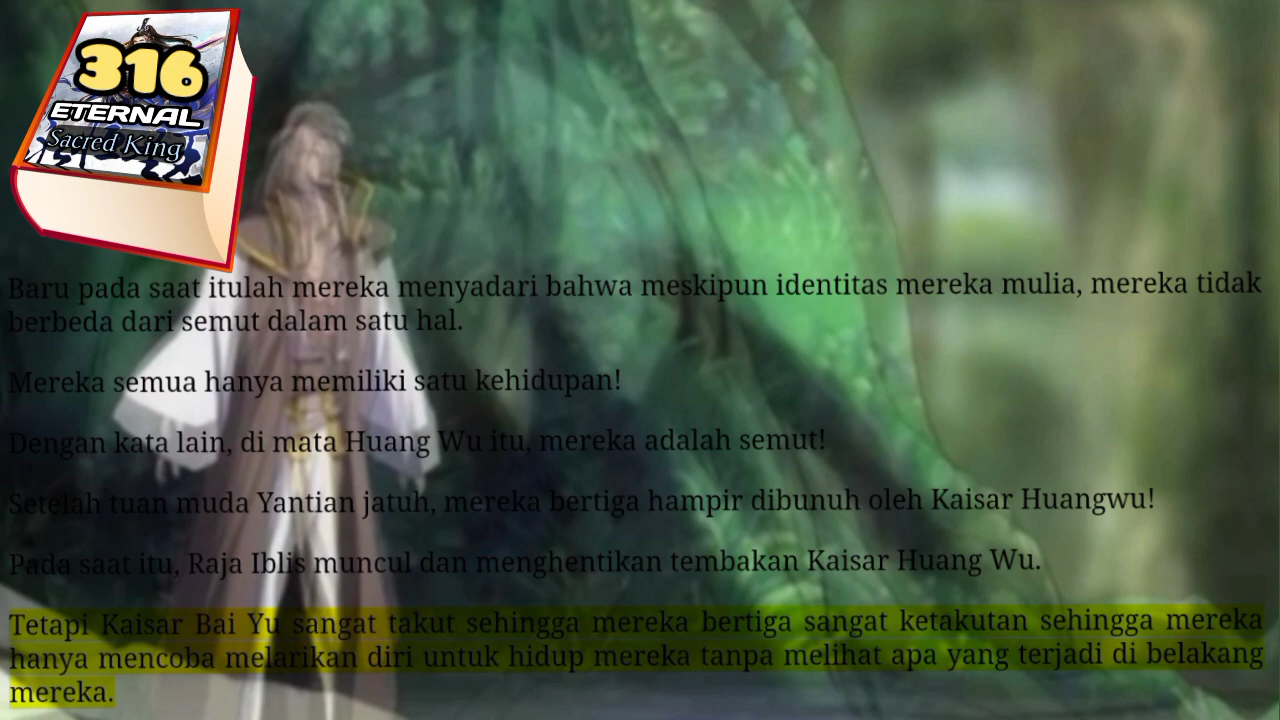 316
ETERNAL
Sacred King
Baru pada saat itulah mereka menyadari bahwa meskipun identitas mereka mulia, mereka tidak
berbeda dari semut dalam satu hal.
Mereka semua hanya memiliki satu kehidupan!
Dengan kata lain, di mata Huang Wu itu, mereka adalah semut!
Setelah tuan muda Yantian jatuh, mereka bertiga hampir dibunuh oleh Kaisar Huangwu!
Pada saat itu, Raja Iblis muncul dan menghentikan tembakan Kaisar Huang Wu.
Tetapi Kaisar Bai Yu sangat takut sehingga mereka bertiga sangat ketakutan sehingga mereka
hanya mencoba melarikan diri untuk hidup mereka tanpa melihat apa yang terjadi di belakang
mereka.